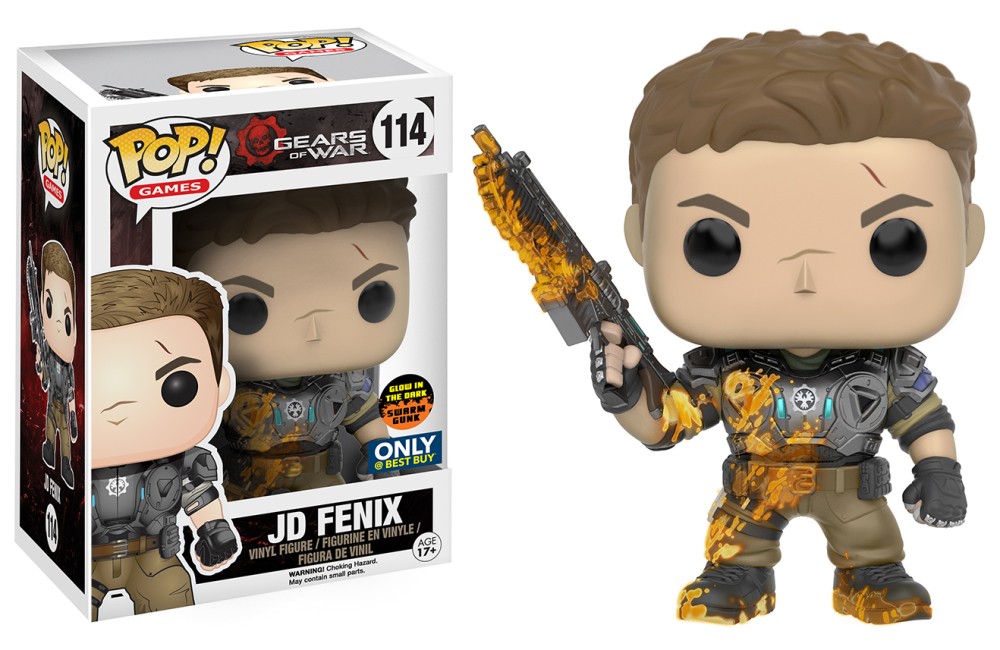 POP!
GAMES
POP!
GAMES
JD FENIX
114
POP!
GAMES
GEARS
OF WAR
114
GLOW IN
THE DARK
SWARM
GUNK
ONLY
@ BEST BUY
JD FENIX
VINYL FIGURE / FIGURINE EN VINYLE /
FIGURA DE VINIL
WARNING! Choking Hazard.
May contain small parts.
AGE
17+